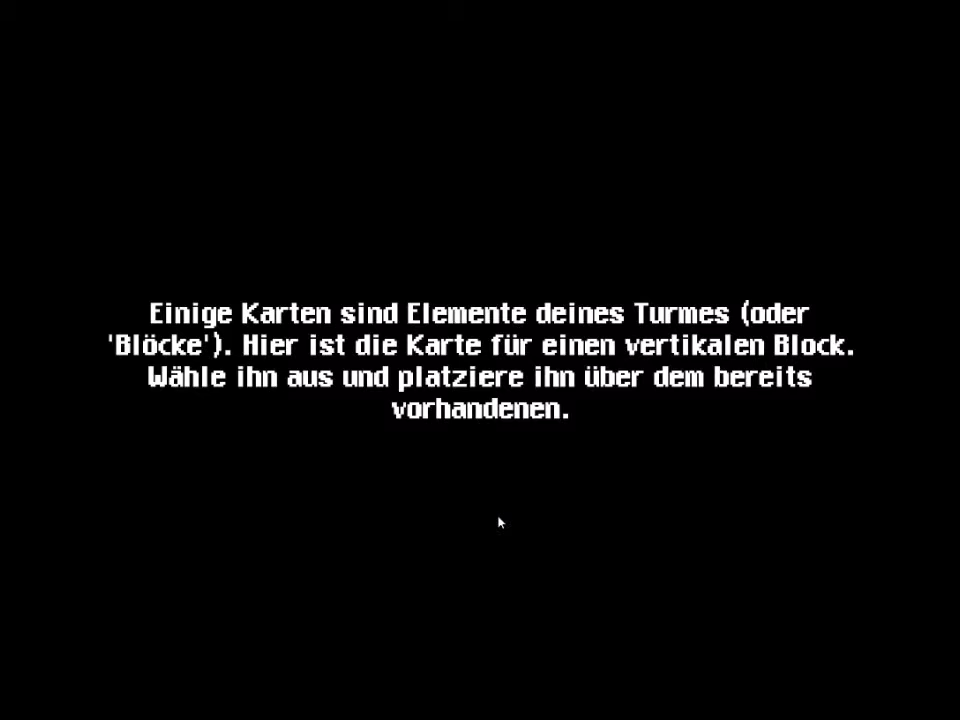 Einige Karten sind Elemente deines Turmes (oder
'Blöcke'). Hier ist die Karte für einen vertikalen Block.
Wähle ihn aus und platziere ihn über dem bereits
vorhandenen.